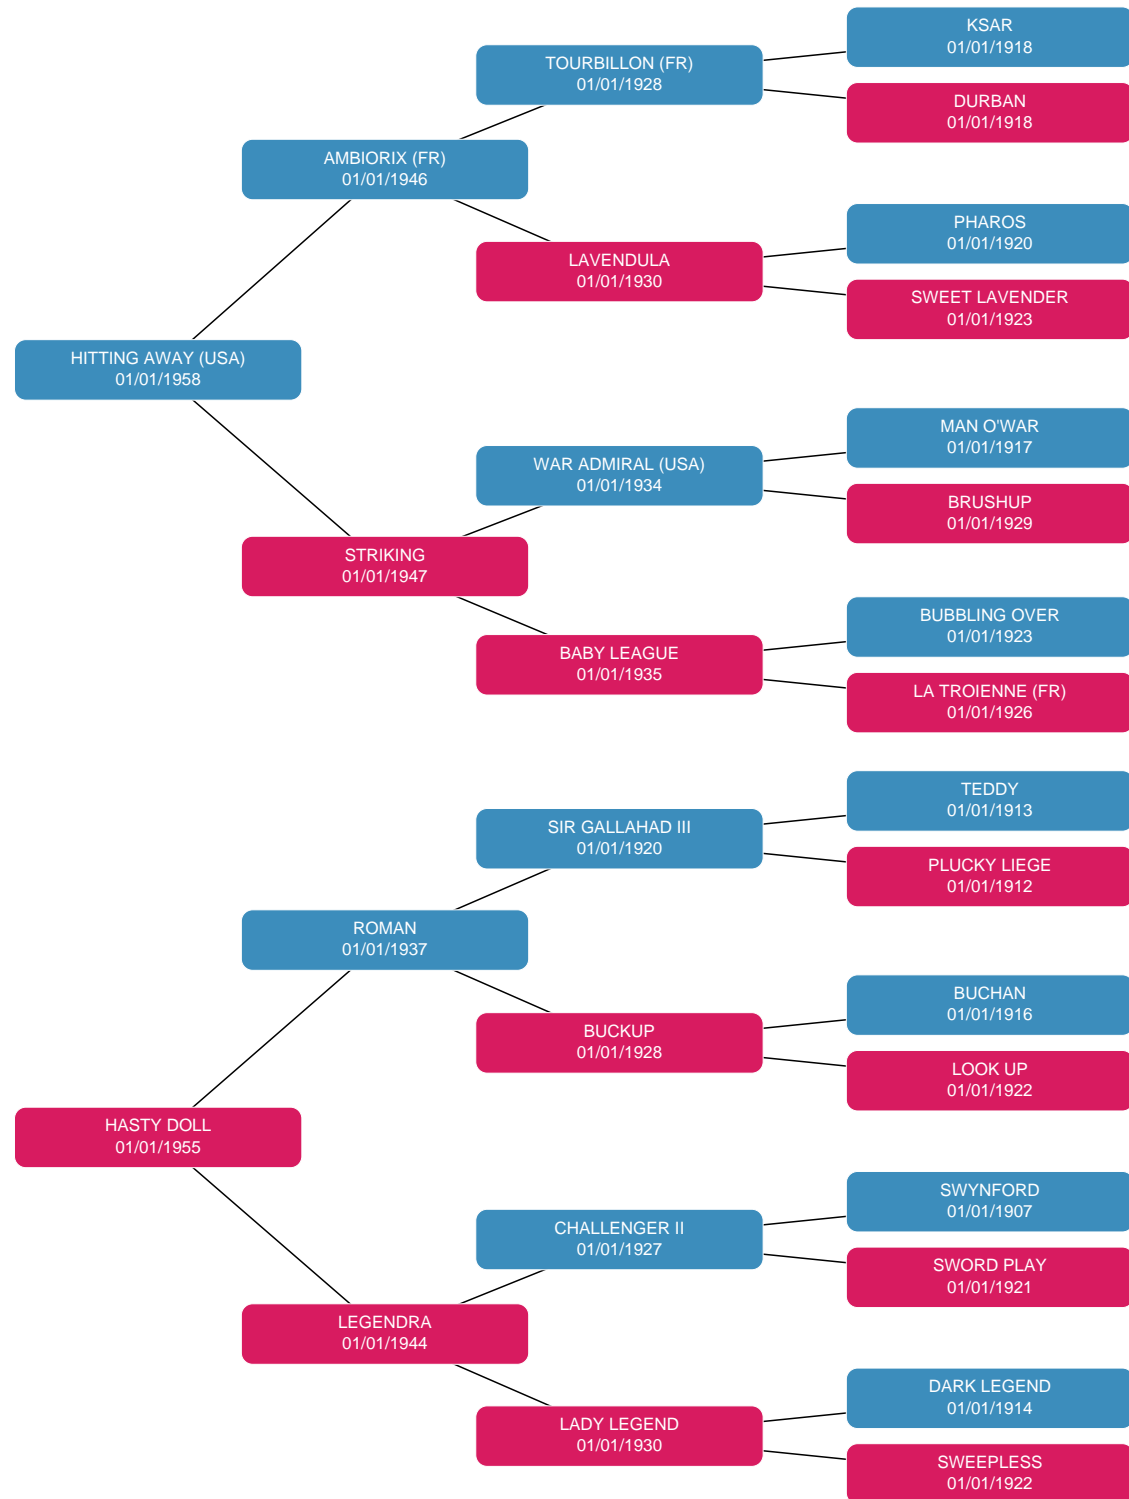 KSAR
01/01/1918
TOURBILLON (FR)
01/01/1928
DURBAN
01/01/1918
AMBIORIX (FR)
01/01/1946
PHAROS
01/01/1920
LAVENDULA
01/01/1930
SWEET LAVENDER
01/01/1923
HITTING AWAY (USA)
01/01/1958
MAN O'WAR
01/01/1917
WAR ADMIRAL (USA)
01/01/1934
BRUSHUP
01/01/1929
STRIKING
01/01/1947
BUBBLING OVER
01/01/1923
BABY LEAGUE
01/01/1935
LA TROIENNE (FR)
01/01/1926
TEDDY
01/01/1913
SIR GALLAHAD III
01/01/1920
PLUCKY LIEGE
01/01/1912
ROMAN
01/01/1937
BUCHAN
01/01/1916
BUCKUP
01/01/1928
LOOK UP
01/01/1922
HASTY DOLL
01/01/1955
SWYNFORD
01/01/1907
CHALLENGER II
01/01/1927
SWORD PLAY
01/01/1921
LEGENDRA
01/01/1944
DARK LEGEND
01/01/1914
LADY LEGEND
01/01/1930
SWEEPLESS
01/01/1922